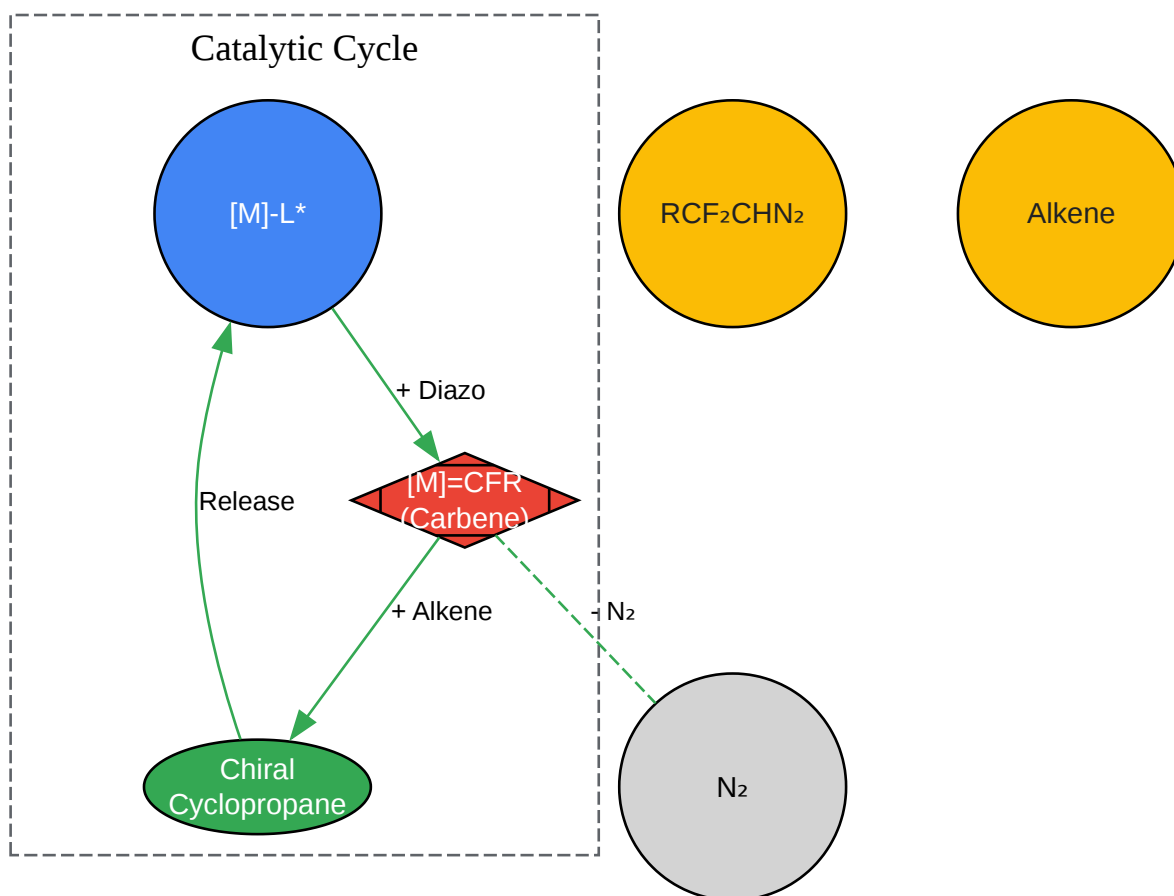 Catalytic Cycle
[M]-L*
RCF₂CHN₂
Alkene
+ Diazo
[M]=CFR
(Carbene)
Release
+ Alkene
- N₂
Chiral
Cyclopropane
N₂